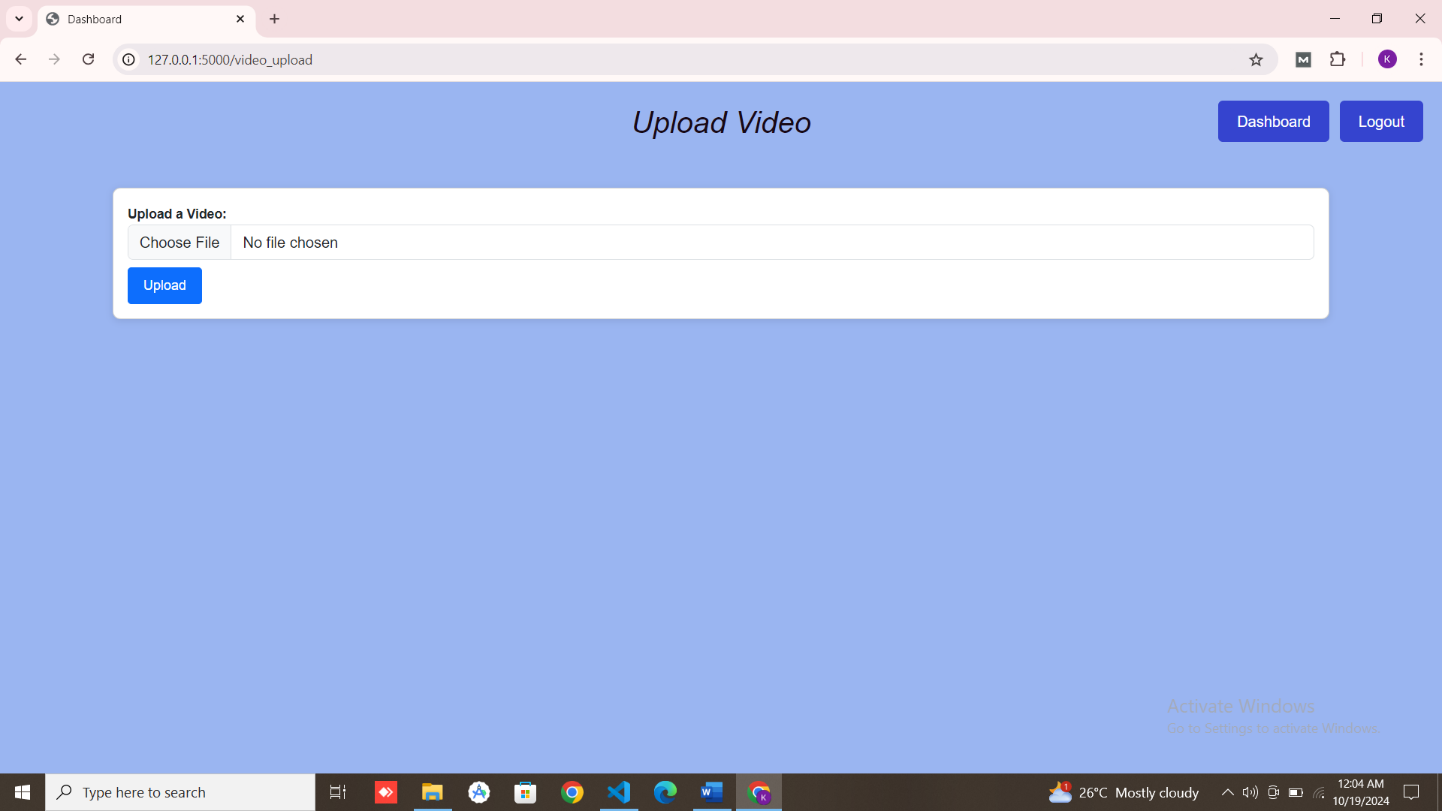 Dashboard
127.0.0.1:5000/video_upload
K
Upload Video
Dashboard
Logout
Upload a Video:
Choose File
No file chosen
Upload
Activate Windows
Go to Settings to activate Windows.
Type here to search
W
K
1
26°C Mostly cloudy
12:04 AM
10/19/2024